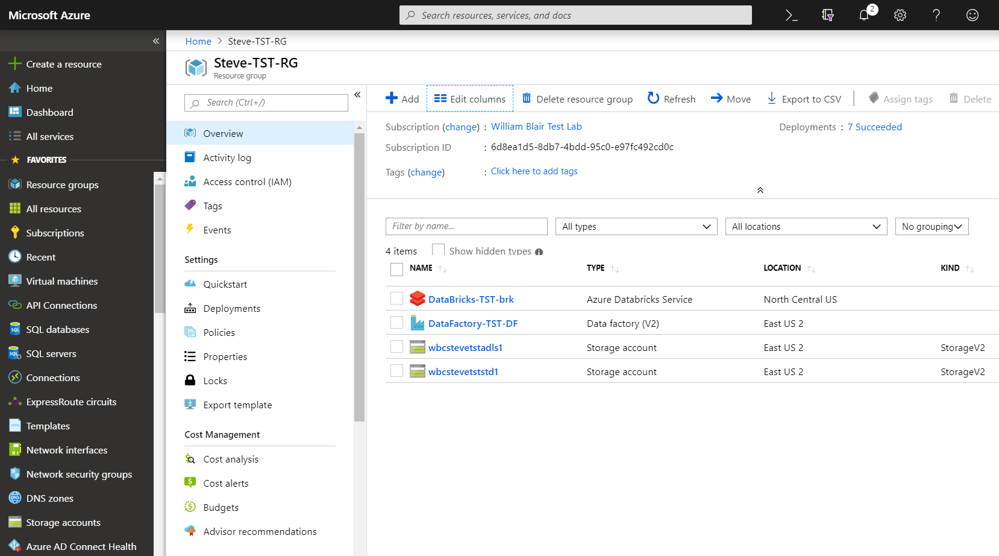 Microsoft Azure
Search resources, services, and docs
2
Create a resource
Home
Dashboard
All services
FAVORITES
Resource groups
All resources
Subscriptions
Recent
Virtual machines
API Connections
SQL databases
SQL servers
Connections
ExpressRoute circuits
Templates
Network interfaces
Network security groups
DNS zones
Storage accounts
Azure AD Connect Health
Home > Steve-TST-RG
Steve-TST-RG
Resource group
Search (Ctrl+/)
Overview
Activity log
Access control (IAM)
Tags
Events
Settings
Quickstart
Deployments
Policies
Properties
Locks
Export template
Cost Management
Cost analysis
Cost alerts
Budgets
Advisor recommendations
Add Edit columns Delete resource group Refresh Move Export to CSV Assign tags Delete
Subscription (change) : William Blair Test Lab Deployments : 7 Succeeded
Subscription ID : 6d8ea1d5-8db7-4bdd-95c0-e97fc492cd0c
Tags (change) : Click here to add tags
Filter by name... All types All locations No grouping
4 items Show hidden types
NAME TYPE LOCATION KIND
DataBricks-TST-brk Azure Databricks Service North Central US
DataFactory-TST-DF Data factory (V2) East US 2
wbcstevetstadls1 Storage account East US 2 StorageV2
wbcstevetststd1 Storage account East US 2 StorageV2